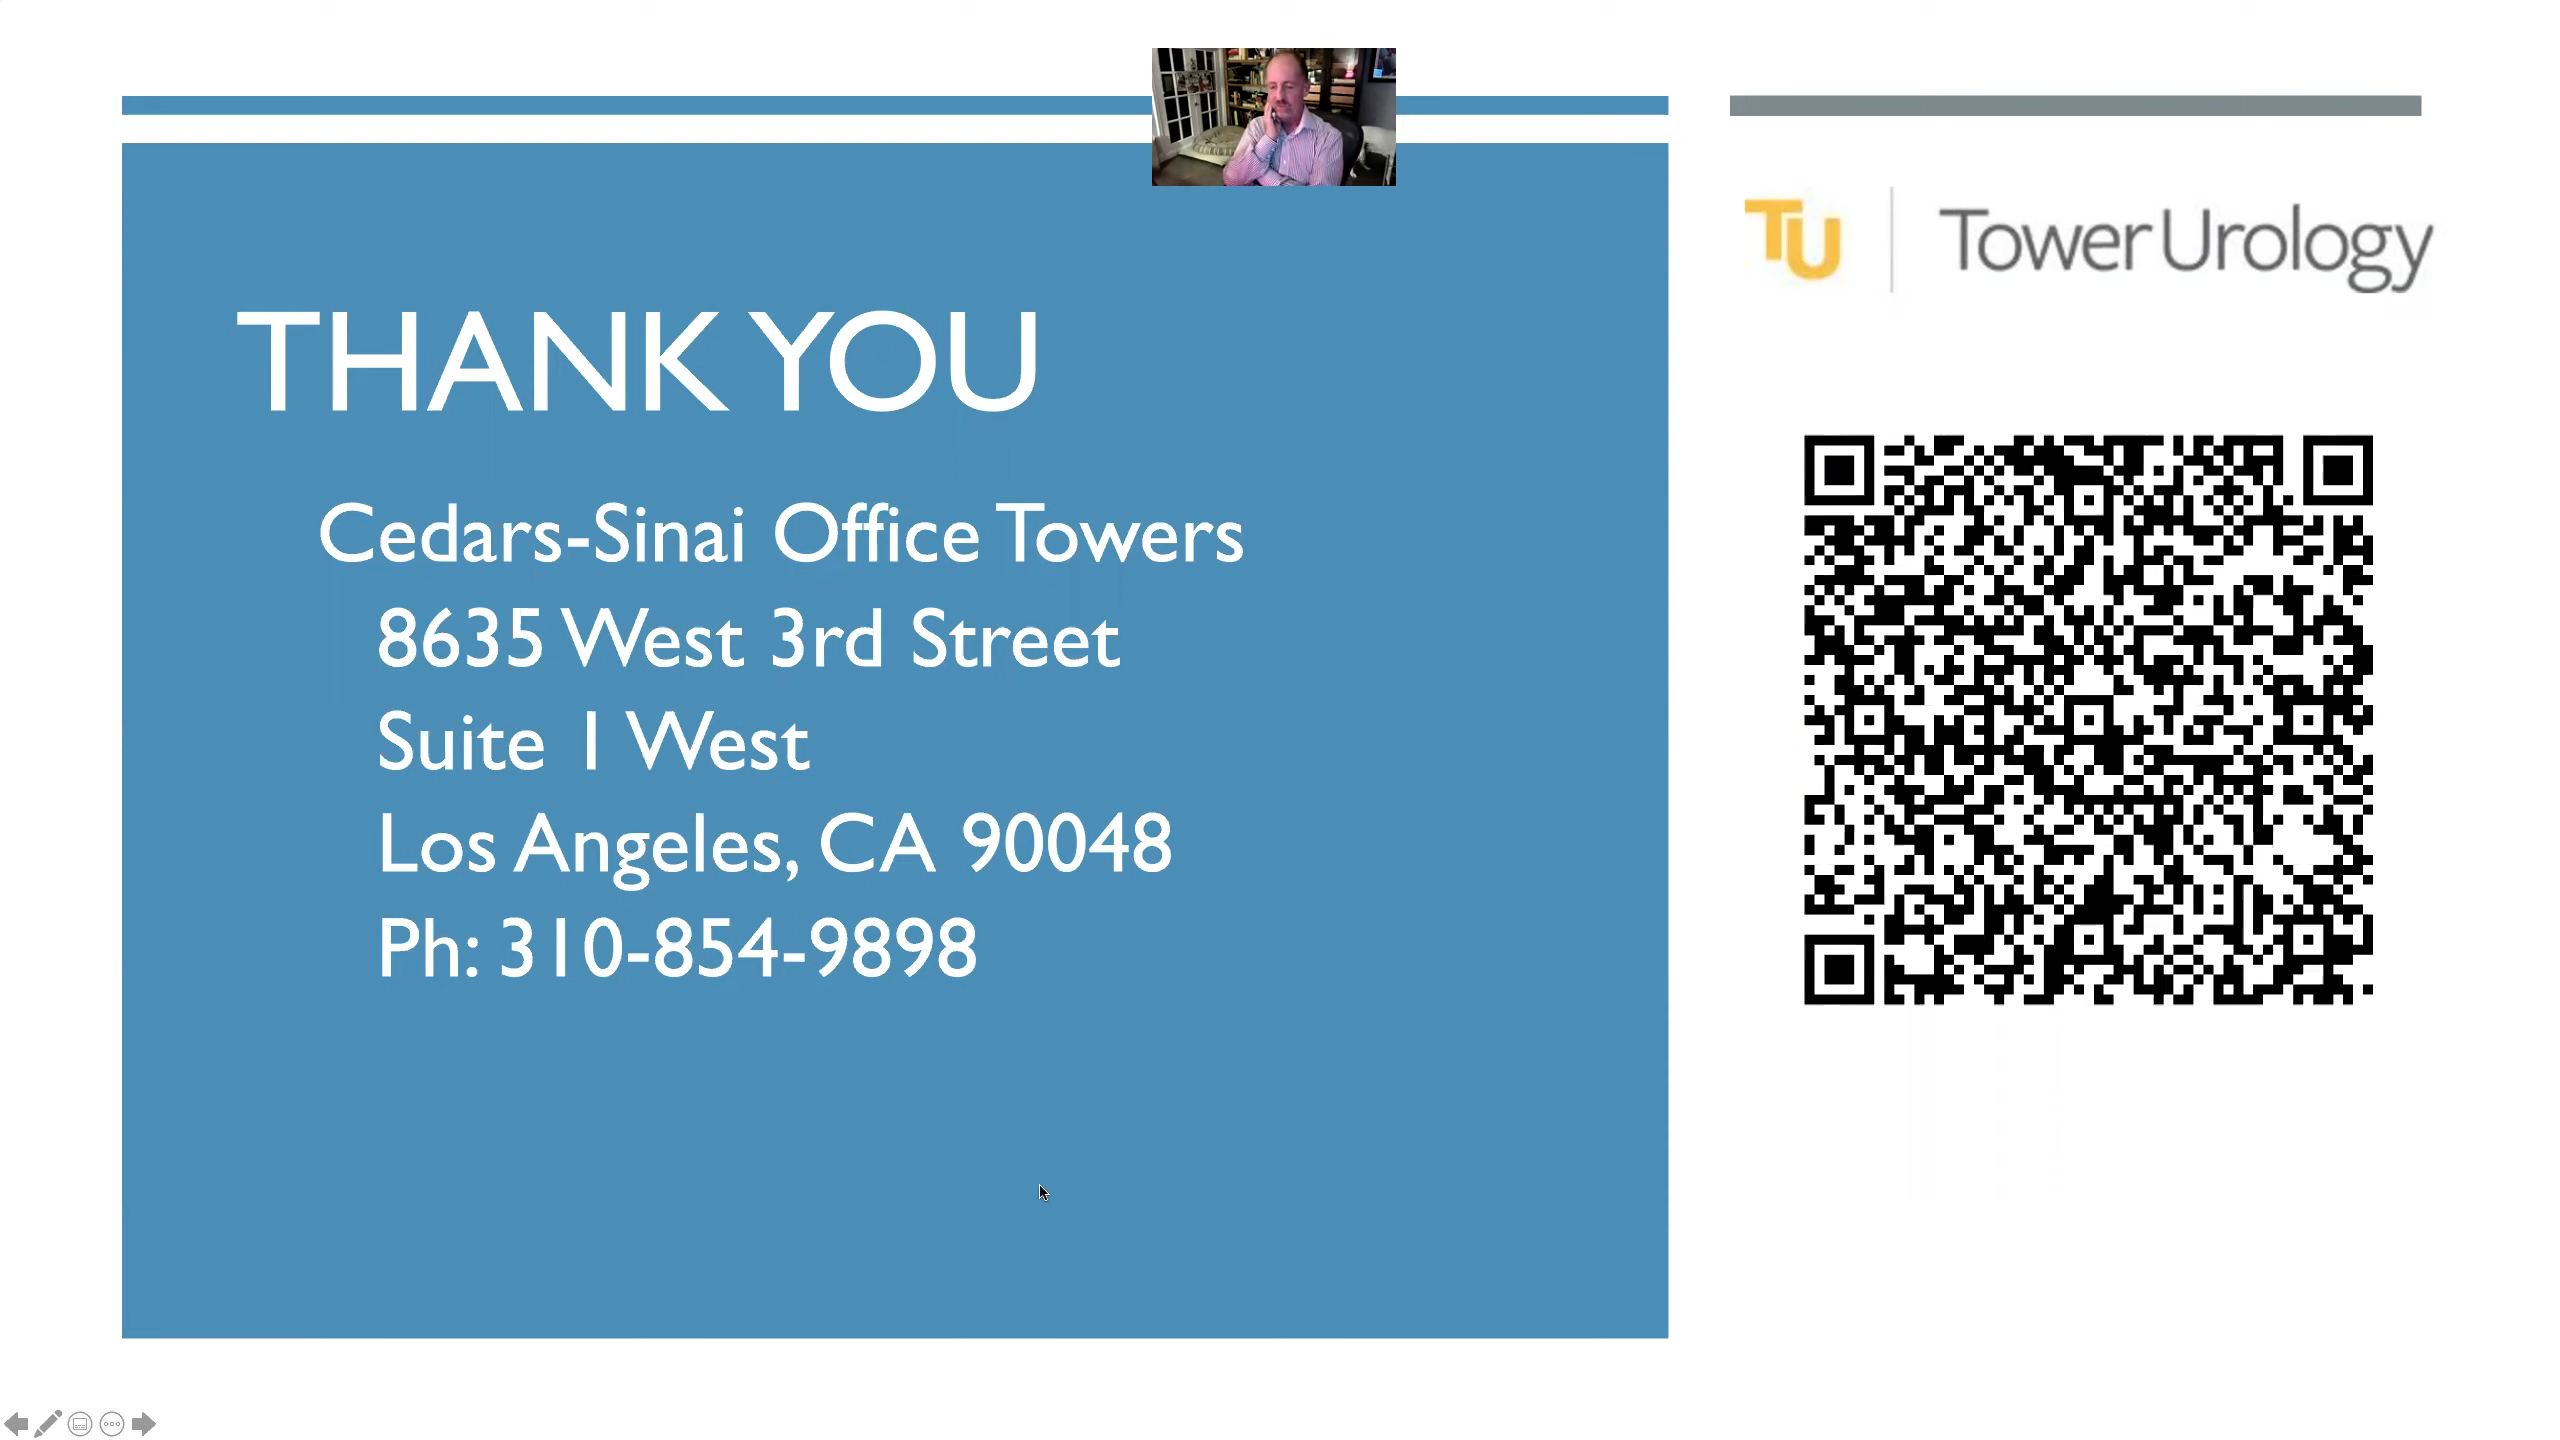 THANK YOU
Cedars-Sinai Office Towers
8635 West 3rd Street
Suite 1 West
Los Angeles, CA 90048
Ph: 310-854-9898
TU | Tower Urology